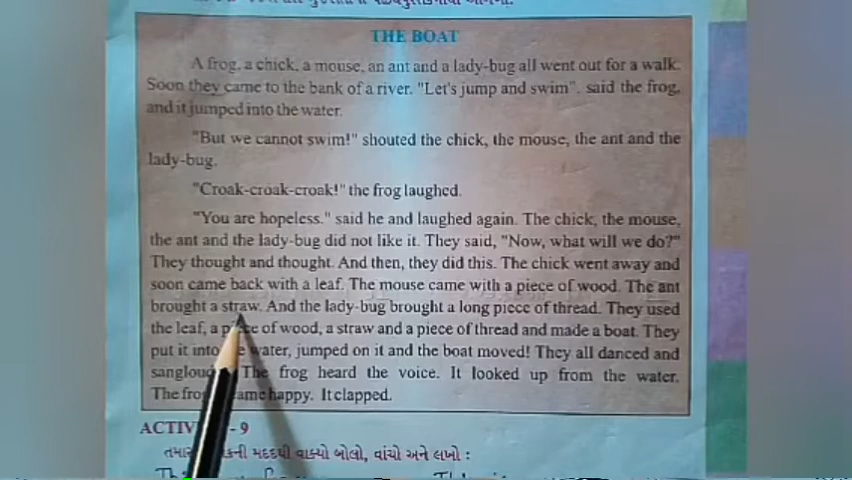 THE BOAT
A frog, a chick, a mouse, an ant and a lady-bug all went out for a walk.
Soon they came to the bank of a river. "Let's jump and swim". said the frog,
and it jumped into the water.
"But we cannot swim!" shouted the chick, the mouse, the ant and the
lady-bug.
"Croak-croak-croak!" the frog laughed.
"You are hopeless." said he and laughed again. The chick, the mouse,
the ant and the lady-bug did not like it. They said, "Now, what will we do?"
They thought and thought. And then, they did this. The chick went away and
soon came back with a leaf. The mouse came with a piece of wood. The ant
brought a straw. And the lady-bug brought a long piece of thread. They used
the leaf, a piece of wood, a straw and a piece of thread and made a boat. They
put it into the water, jumped on it and the boat moved! They all danced and
sangloud The frog heard the voice. It looked up from the water.
The frog happy. It clapped.
ACTIV - 9
મદદથી વાક્યો બોલો, વાંચો અને લખો :